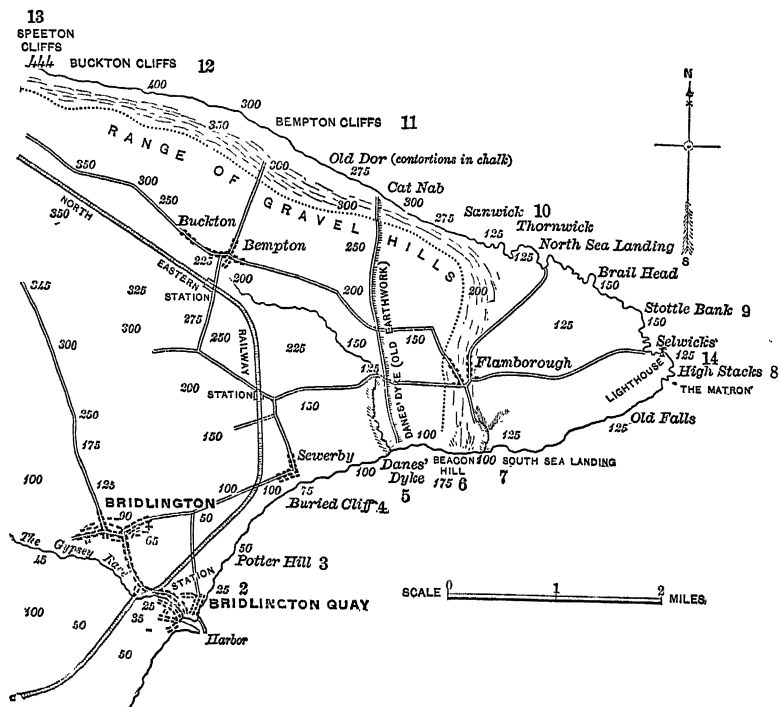 13
SPEETON
CLIFFS
444 BUCKTON CLIFFS 12
400
300
350
BEMPTON CLIFFS 11
RANGE OF GRAVEL HILLS
Old Dor (contortions in chalk)
275
Cat Nab
300
300
300
275
Sanwick 10
125
Thornwick
125
North Sea Landing
Brail Head
150
Stottle Bank 9
150
Selwicks
125 14
High Stacks 8
"THE MATRON"
LIGHTHOUSE
Old Falls
125
N
S
350
300
250
NORTH EASTERN RAILWAY
350
Buckton
Bempton
225
200
STATION
275
250
250
200
200
DANES' DYKE (OLD EARTHWORK)
150
125
Flamborough
345
325
300
300
225
150
125
200
STATION
150
150
250
175
100
125
Sewerby
100
Danes'
Dyke
5
BEACON
HILL
175 6
100
7
125
SOUTH SEA LANDING
100
100
100
75
Buried Cliff 4
BRIDLINGTON
90
65
50
The Gypsey Race
45
STATION
50
Potter Hill 3
25 2
BRIDLINGTON QUAY
25
35
100
50
50
Harbor
SCALE 0 1 2 MILES.